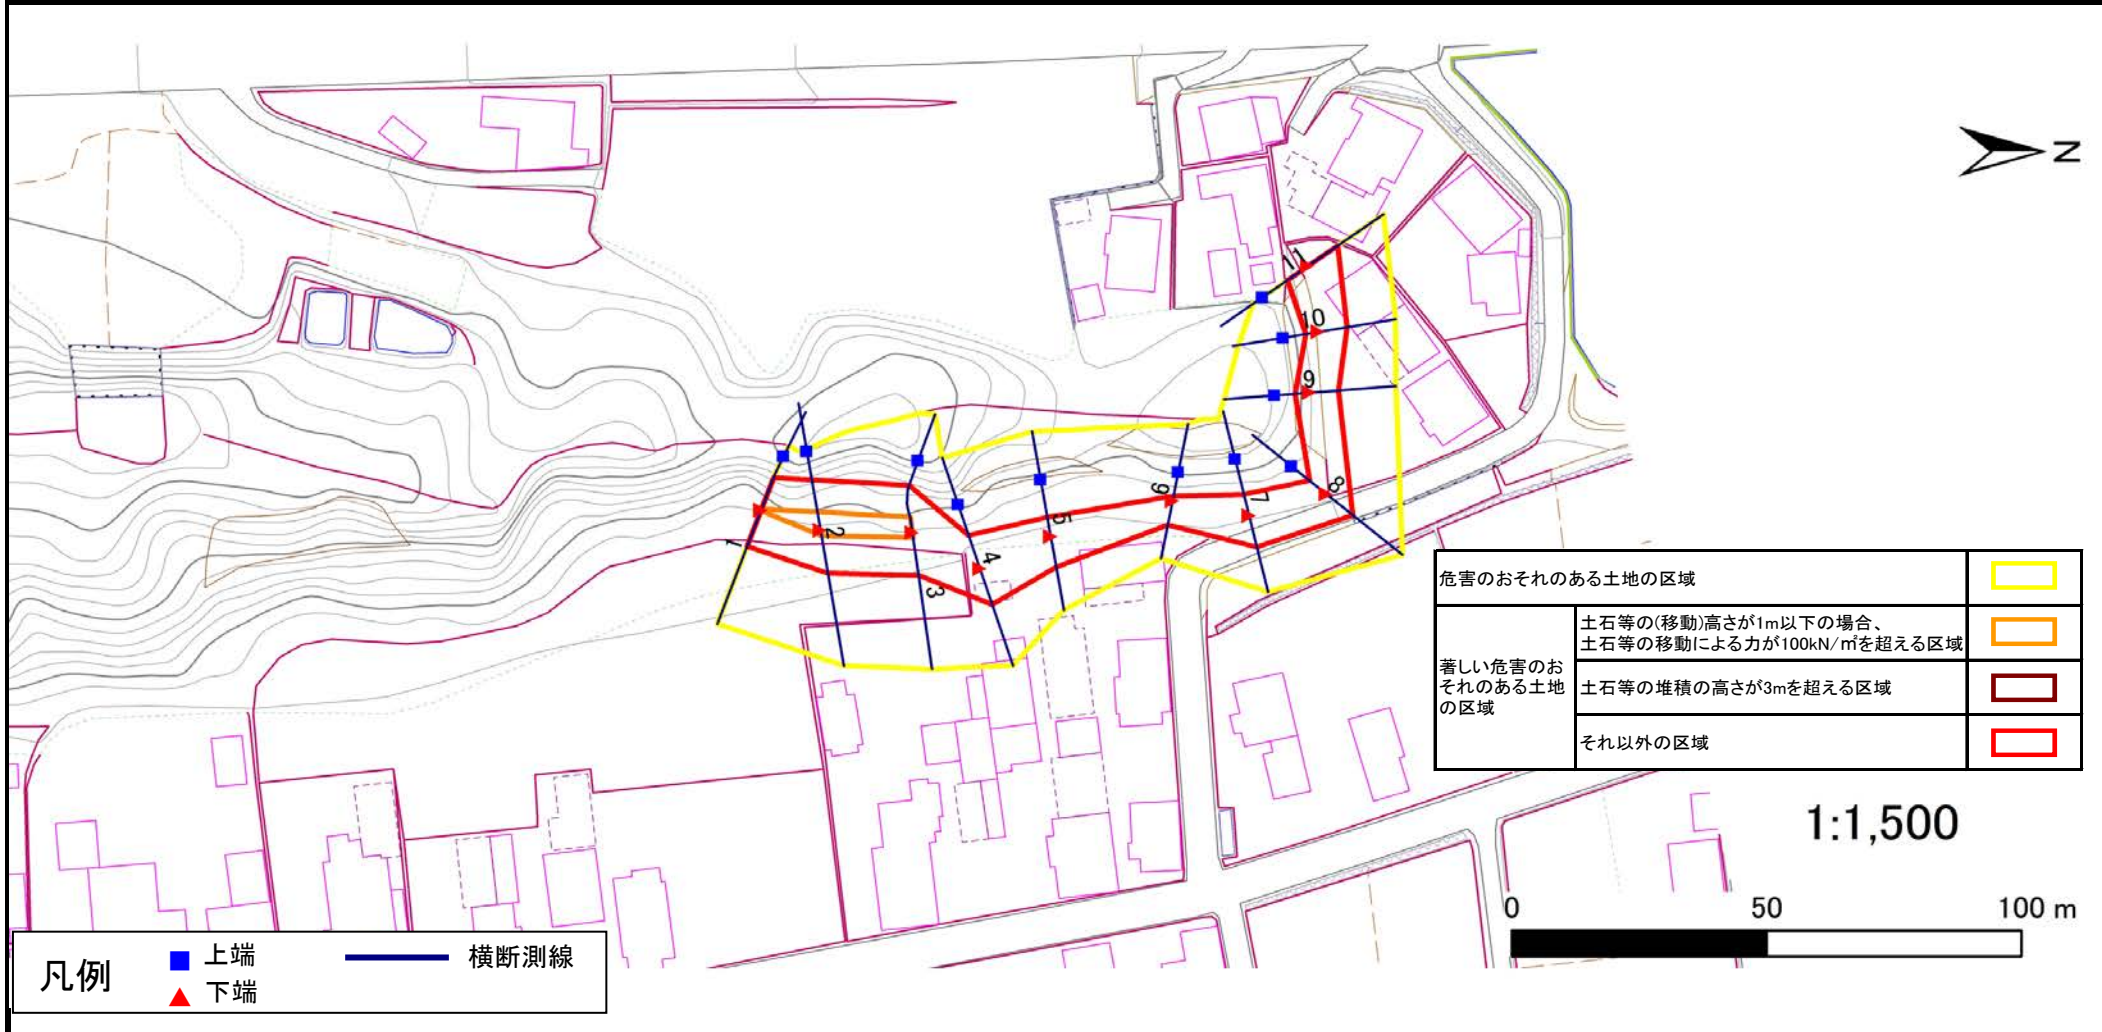 N
11
10
9
8
7
6
5
4
3
2
1
危害のおそれのある土地の区域
著しい危害のお
それのある土地
の区域
土石等の(移動)高さが1m以下の場合、
土石等の移動による力が100kN/㎡を超える区域
土石等の堆積の高さが3mを超える区域
それ以外の区域
1:1,500
0 50 100 m
凡例
上端
下端
横断測線